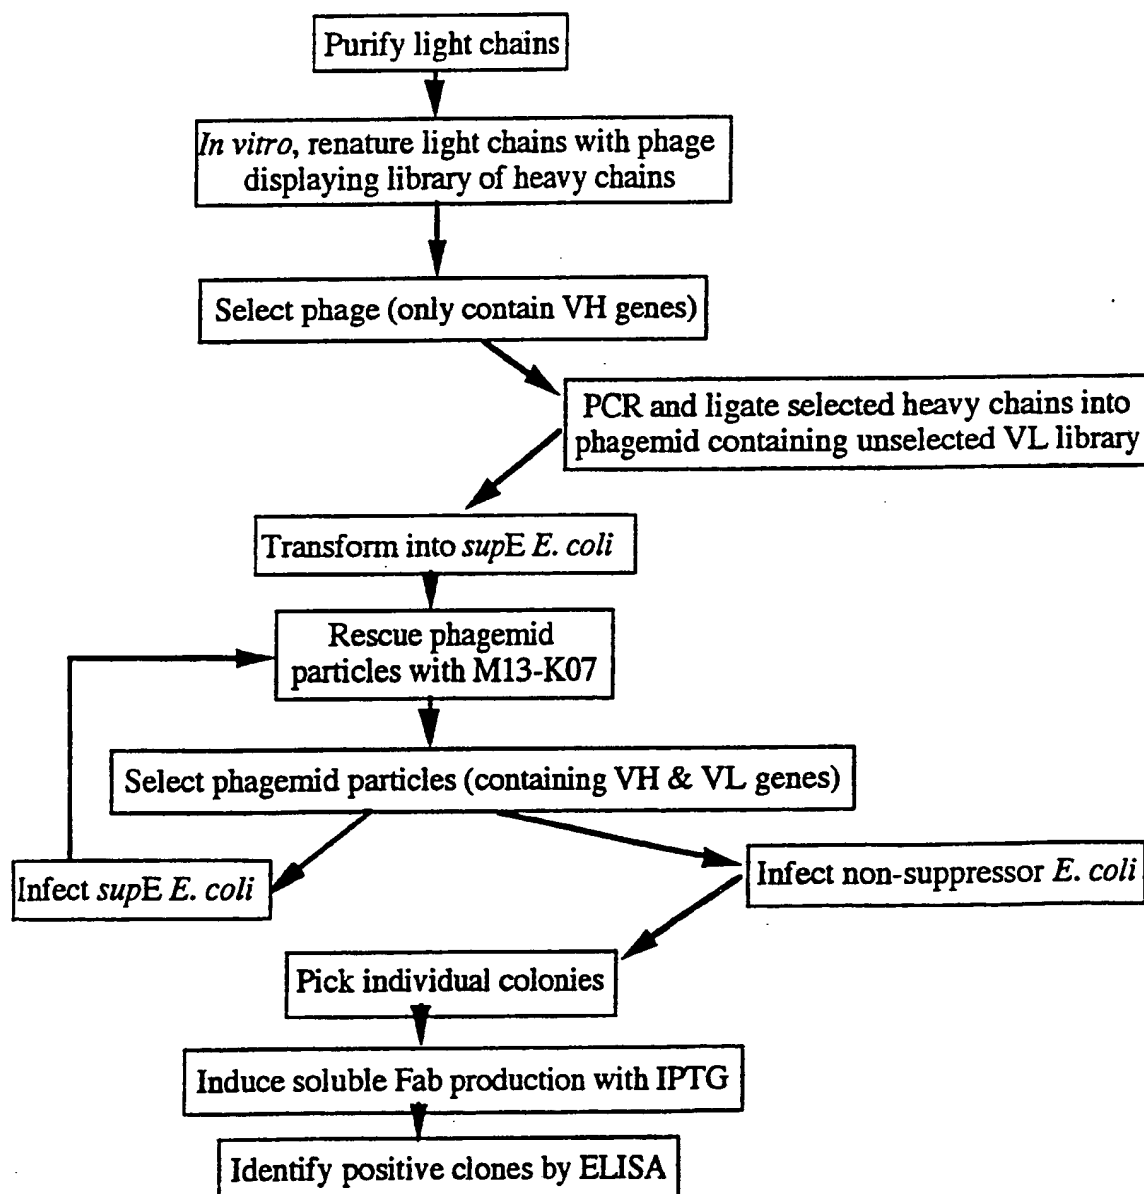 Purify light chains
In vitro, renature light chains with phage
displaying library of heavy chains
Select phage (only contain VH genes)
PCR and ligate selected heavy chains into
phagemid containing unselected VL library
Transform into supE E. coli
Rescue phagemid
particles with M13-K07
Select phagemid particles (containing VH & VL genes)
Infect supE E. coli
Infect non-suppressor E. coli
Pick individual colonies
Induce soluble Fab production with IPTG
Identify positive clones by ELISA